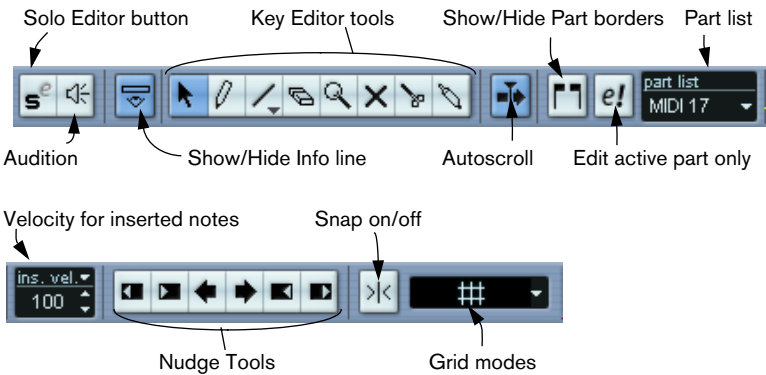 Solo Editor button
Key Editor tools
Show/Hide Part borders
Part list
se
e!
part list
MIDI 17
Audition
Show/Hide Info line
Autoscroll
Edit active part only
Velocity for inserted notes
Snap on/off
ins. vel.
100
Nudge Tools
Grid modes